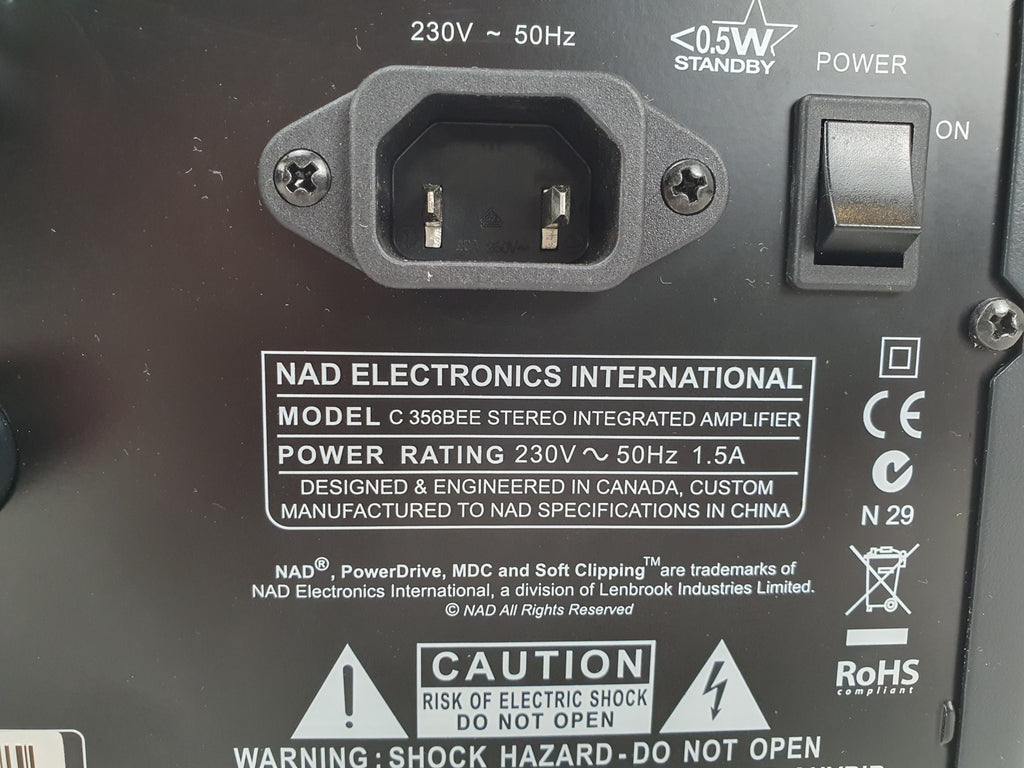 230V ~ 50Hz
<0.5W
STANDBY
POWER
ON
NAD ELECTRONICS INTERNATIONAL
MODEL C 356BEE STEREO INTEGRATED AMPLIFIER
POWER RATING 230V ~ 50Hz 1.5A
DESIGNED & ENGINEERED IN CANADA, CUSTOM
MANUFACTURED TO NAD SPECIFICATIONS IN CHINA
CE
N 29
NAD®, PowerDrive, MDC and Soft Clipping™ are trademarks of
NAD Electronics International, a division of Lenbrook Industries Limited.
© NAD All Rights Reserved
RoHS
compliant
CAUTION
RISK OF ELECTRIC SHOCK
DO NOT OPEN
WARNING : SHOCK HAZARD - DO NOT OPEN